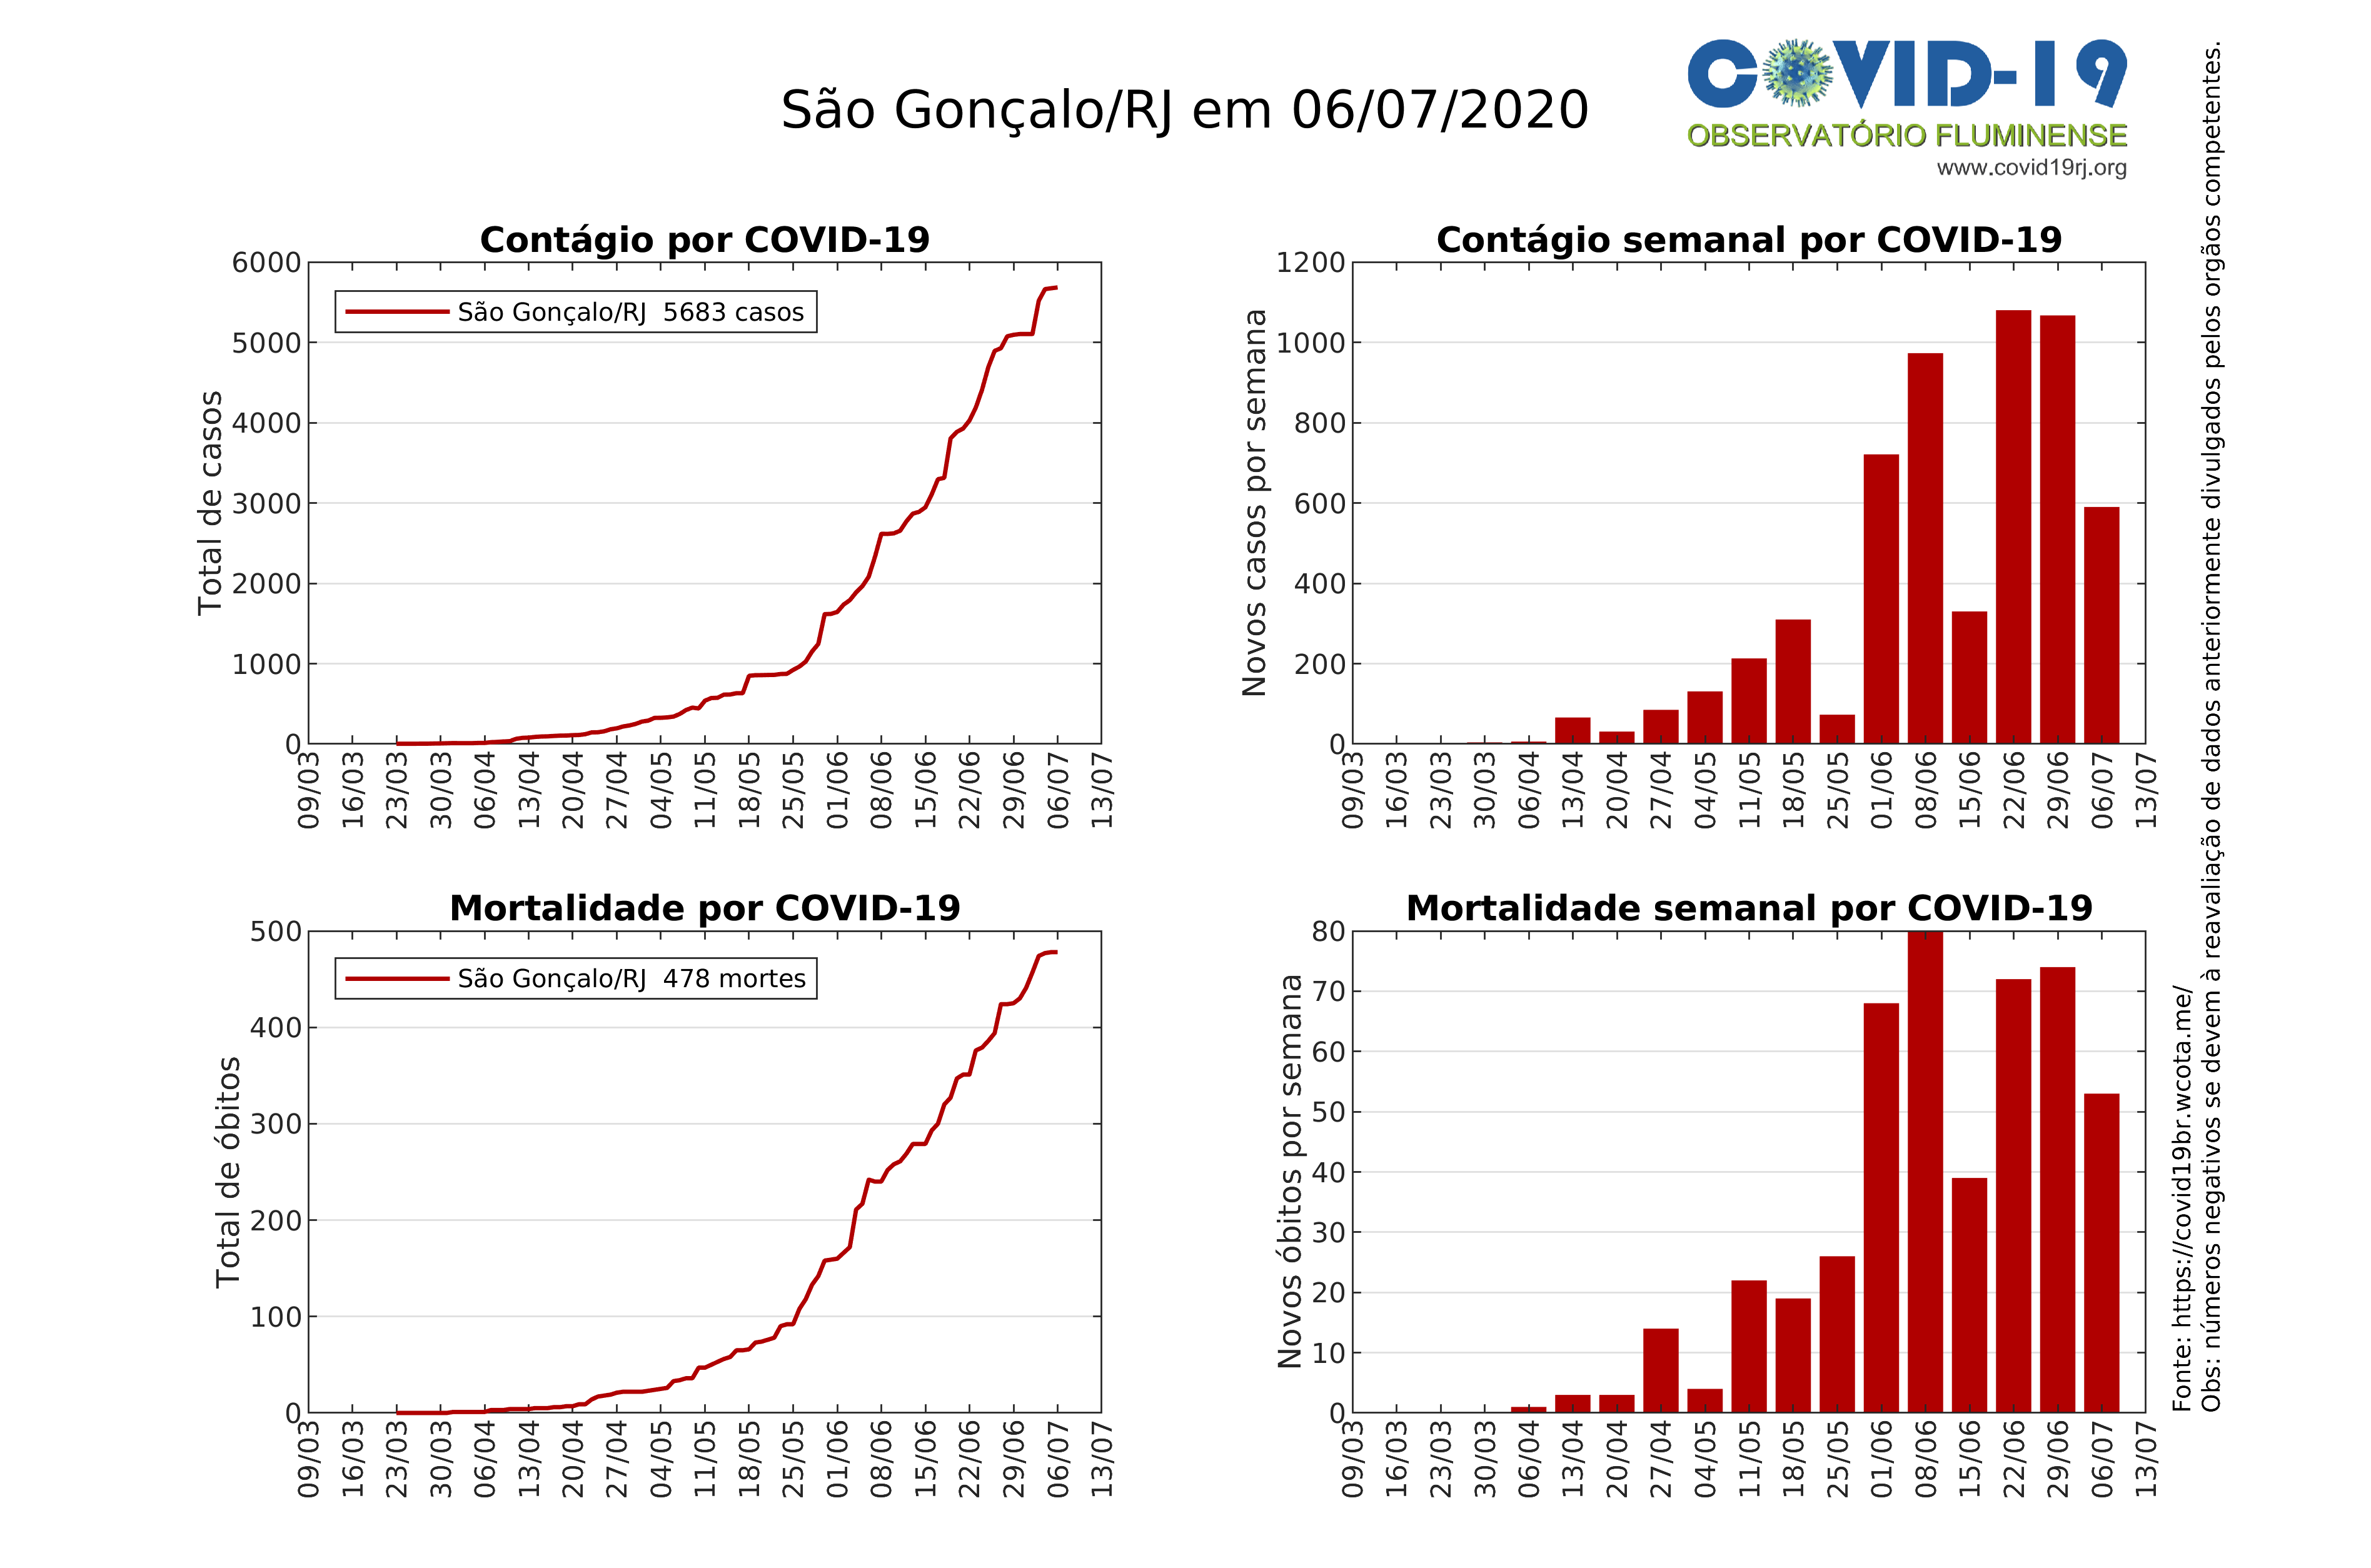 São Gonçalo/RJ em 06/07/2020
COVID-19
OBSERVATÓRIO FLUMINENSE
www.covid19rj.org
Contágio por COVID-19
Total de casos
6000
5000
4000
3000
2000
1000
0
São Gonçalo/RJ 5683 casos
09/03 16/03 23/03 30/03 06/04 13/04 20/04 27/04 04/05 11/05 18/05 25/05 01/06 08/06 15/06 22/06 29/06 06/07 13/07
Contágio semanal por COVID-19
Novos casos por semana
1200
1000
800
600
400
200
0
09/03 16/03 23/03 30/03 06/04 13/04 20/04 27/04 04/05 11/05 18/05 25/05 01/06 08/06 15/06 22/06 29/06 06/07 13/07
Mortalidade por COVID-19
Total de óbitos
500
400
300
200
100
0
São Gonçalo/RJ 478 mortes
09/03 16/03 23/03 30/03 06/04 13/04 20/04 27/04 04/05 11/05 18/05 25/05 01/06 08/06 15/06 22/06 29/06 06/07 13/07
Mortalidade semanal por COVID-19
Novos óbitos por semana
80
70
60
50
40
30
20
10
0
09/03 16/03 23/03 30/03 06/04 13/04 20/04 27/04 04/05 11/05 18/05 25/05 01/06 08/06 15/06 22/06 29/06 06/07 13/07
Fonte: https://covid19br.wcota.me/
Obs: números negativos se devem à reavaliação de dados anteriormente divulgados pelos orgãos competentes.